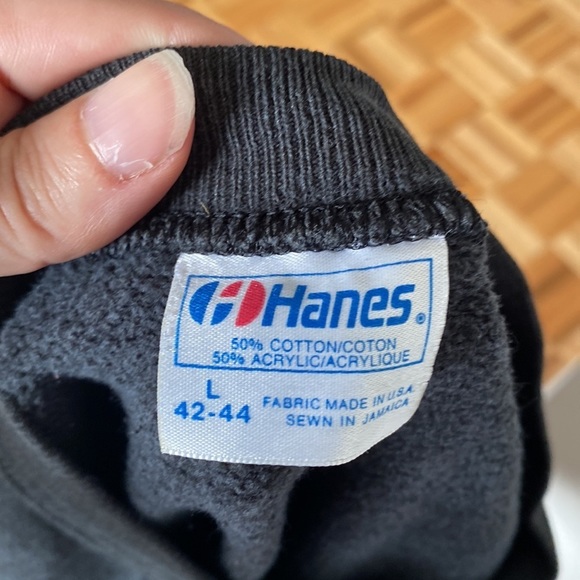 Hanes®
50% COTTON/COTON
50% ACRYLIC/ACRYLIQUE
L
42-44
FABRIC MADE IN U.S.A.
SEWN IN JAMAICA